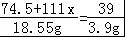 74.5+111x / 18.55g = 39 / 3.9g